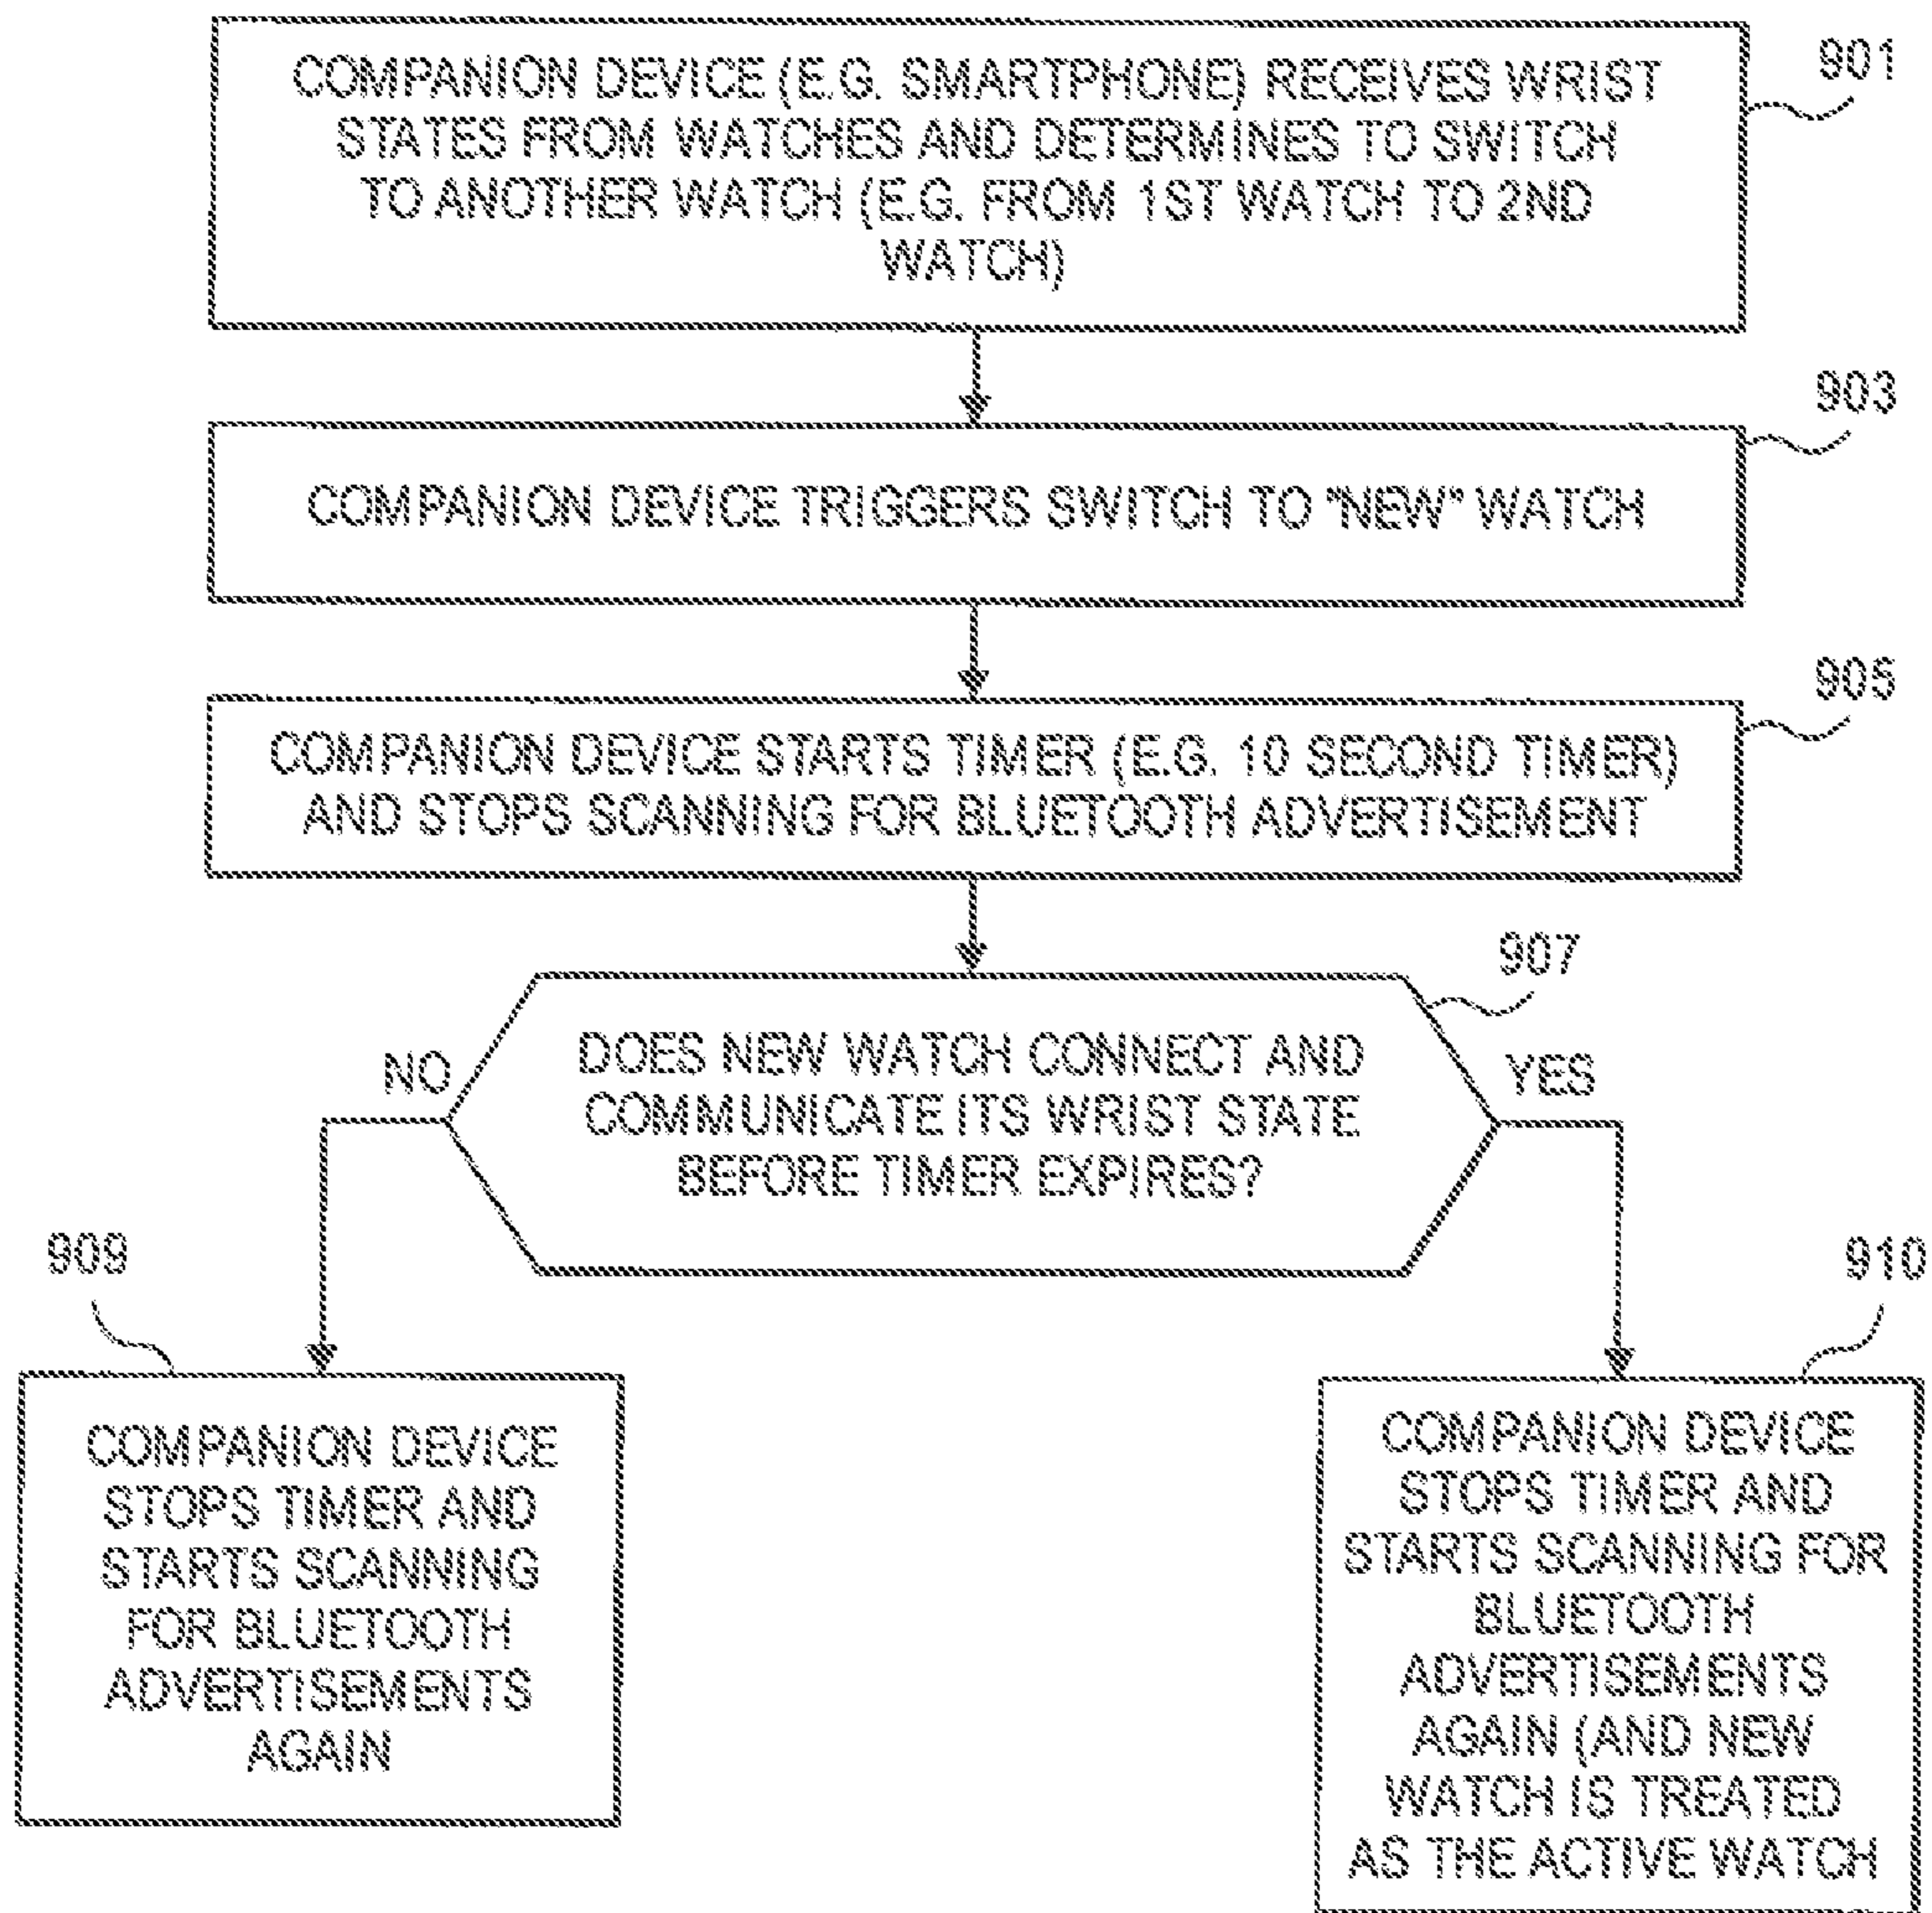 COMPANION DEVICE (E.G. SMARTPHONE) RECEIVES WRIST
STATES FROM WATCHES AND DETERMINES TO SWITCH
TO ANOTHER WATCH (E.G. FROM 1ST WATCH TO 2ND
WATCH)
901
903
COMPANION DEVICE TRIGGERS SWITCH TO "NEW" WATCH
905
COMPANION DEVICE STARTS TIMER (E.G. 10 SECOND TIMER)
AND STOPS SCANNING FOR BLUETOOTH ADVERTISEMENT
907
DOES NEW WATCH CONNECT AND
COMMUNICATE ITS WRIST STATE
BEFORE TIMER EXPIRES?
NO
YES
909
COMPANION DEVICE
STOPS TIMER AND
STARTS SCANNING
FOR BLUETOOTH
ADVERTISEMENTS
AGAIN
910
COMPANION DEVICE
STOPS TIMER AND
STARTS SCANNING FOR
BLUETOOTH
ADVERTISEMENTS
AGAIN (AND NEW
WATCH IS TREATED
AS THE ACTIVE WATCH